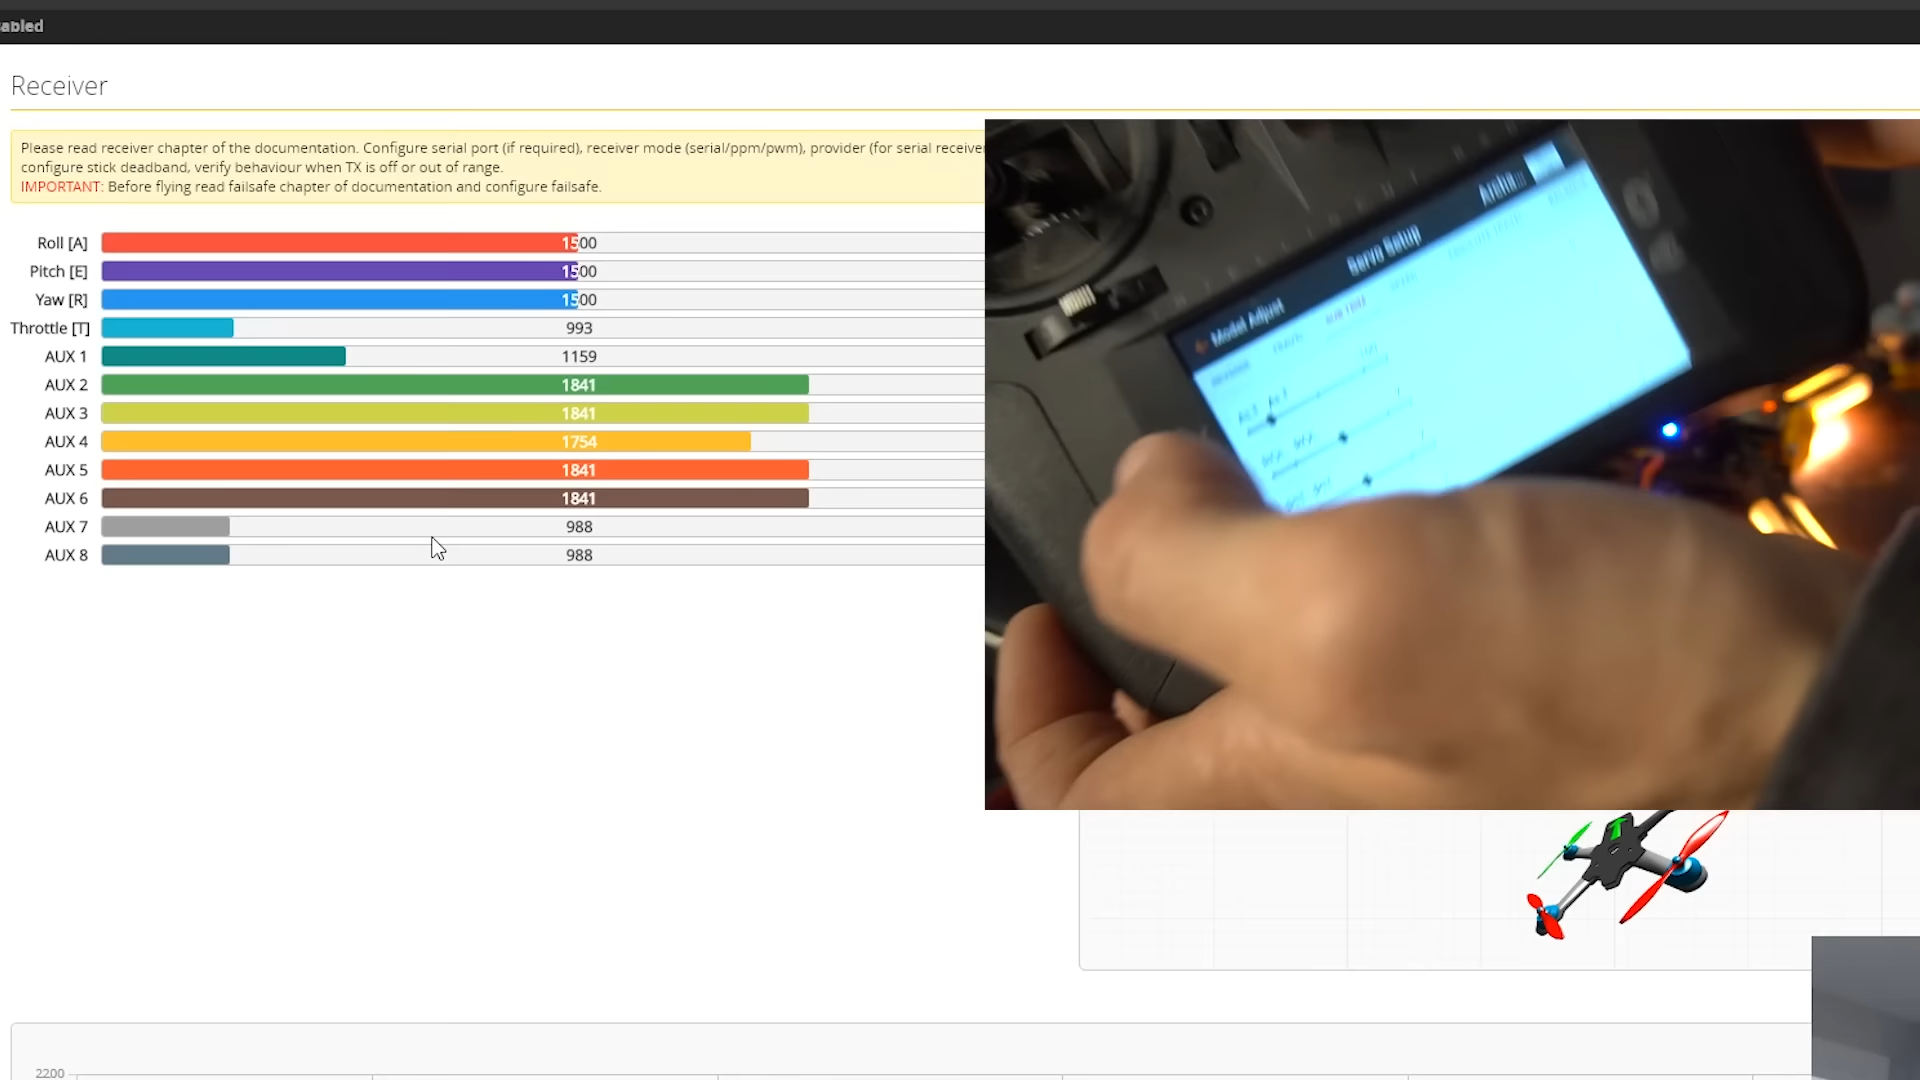 abled
Receiver
Please read receiver chapter of the documentation. Configure serial port (if required), receiver mode (serial/ppm/pwm), provider (for serial receive
configure stick deadband, verify behaviour when TX is off or out of range.
IMPORTANT: Before flying read failsafe chapter of documentation and configure failsafe.
Roll [A] 1500
Pitch [E] 1500
Yaw [R] 1500
Throttle [T] 993
AUX 1 1159
AUX 2 1841
AUX 3 1841
AUX 4 1754
AUX 5 1841
AUX 6 1841
AUX 7 988
AUX 8 988
Model Adjust
Servo Setup
2200